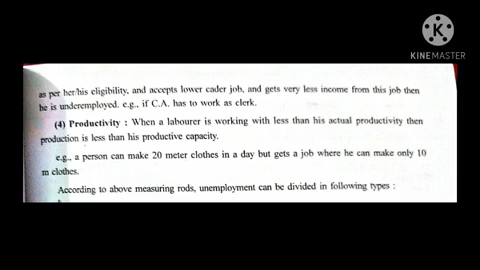 KINEMASTER
as per her/his eligibility, and accepts lower cader job, and gets very less income from this job then
he is underemployed. e.g., if C.A. has to work as clerk.
(4) Productivity : When a labourer is working with less than his actual productivity then
production is less than his productive capacity.
e.g., a person can make 20 meter clothes in a day but gets a job where he can make only 10
m clothes.
According to above measuring rods, unemployment can be divided in following types :